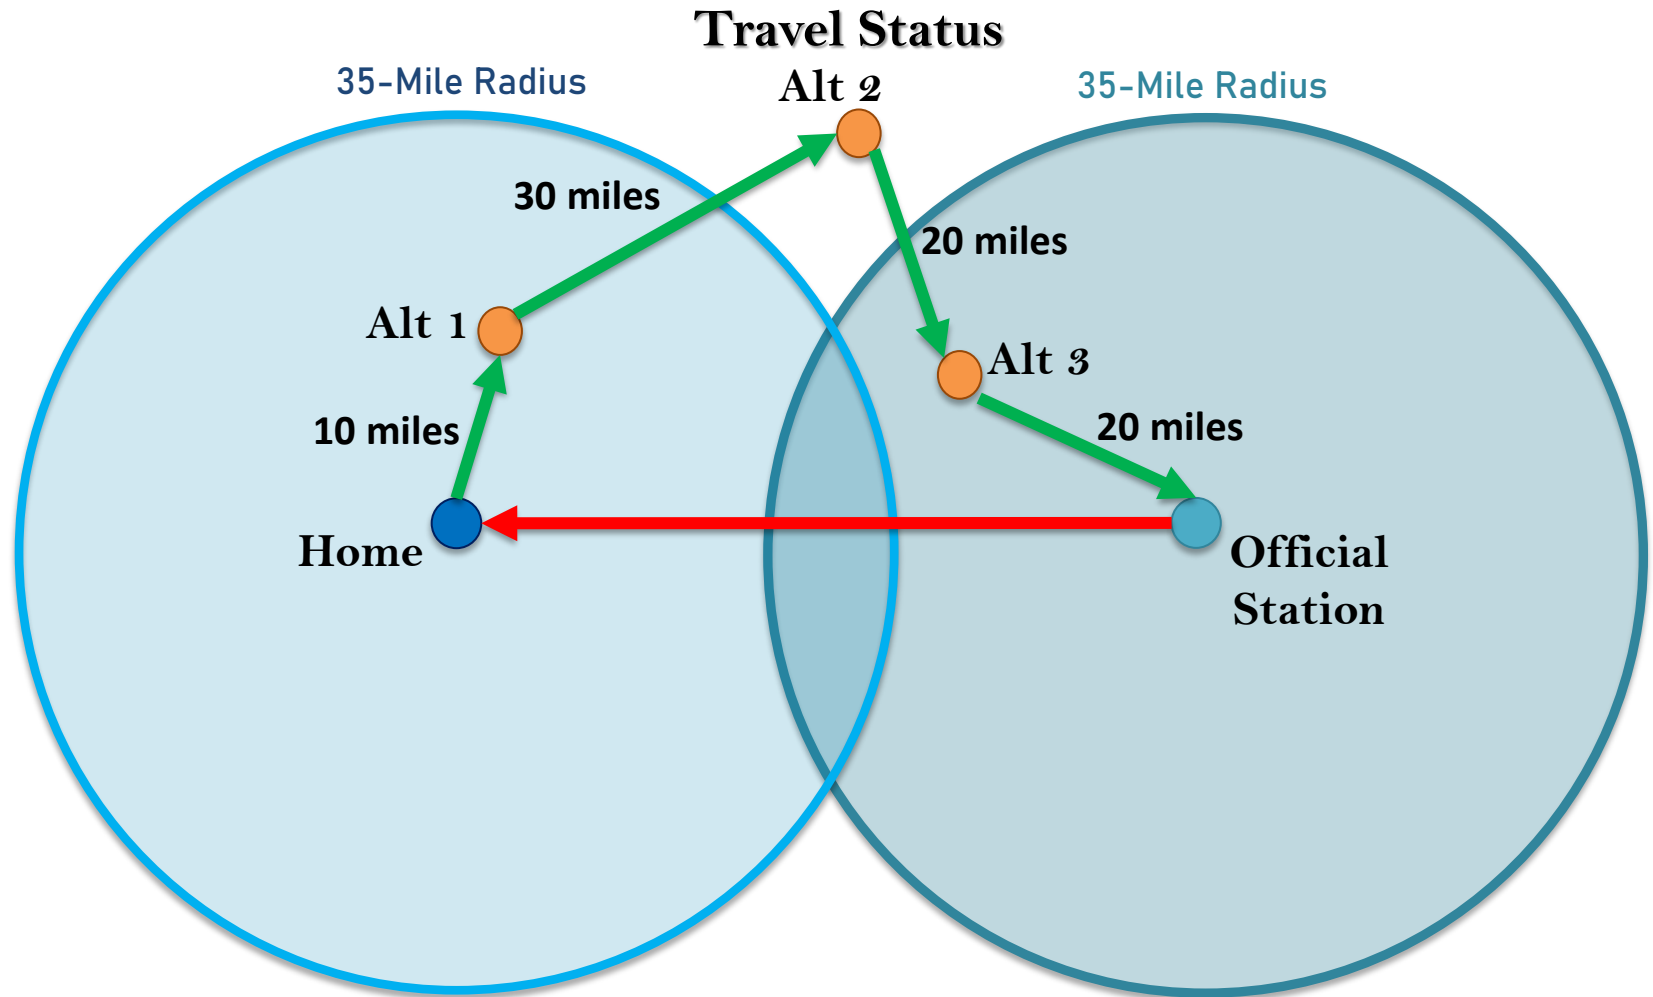 Travel Status
35-Mile Radius
Alt 2
35-Mile Radius
30 miles
20 miles
Alt 1
Alt 3
10 miles
20 miles
Home
Official
Station